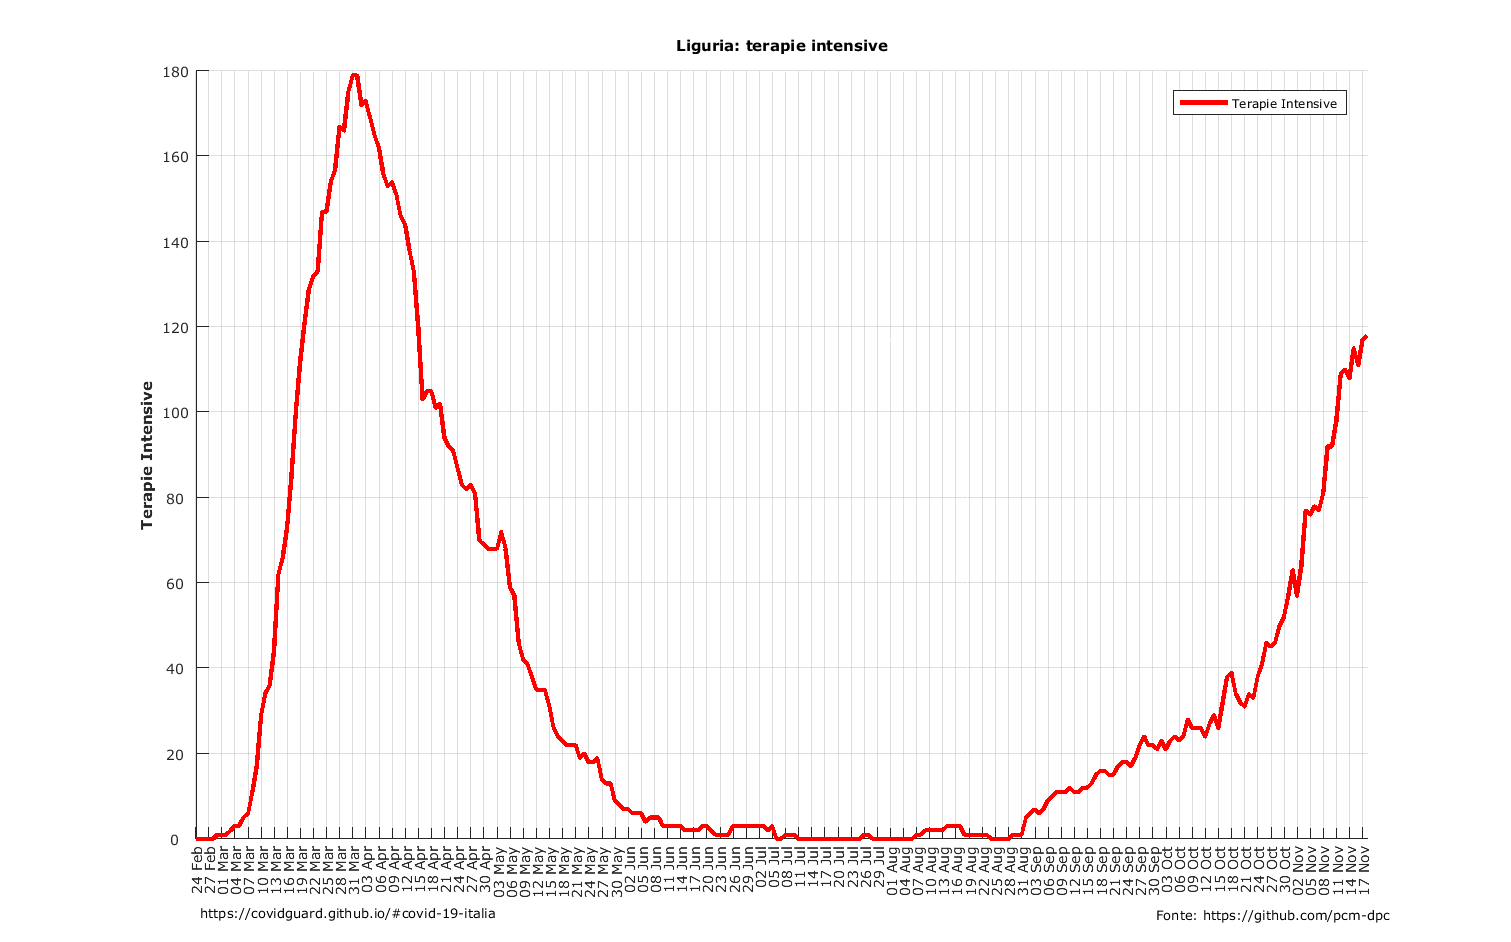 Liguria: terapie intensive
Terapie Intensive
Terapie Intensive
180
160
140
120
100
80
60
40
20
0
24 Feb
27 Feb
01 Mar
04 Mar
07 Mar
10 Mar
13 Mar
16 Mar
19 Mar
22 Mar
25 Mar
28 Mar
31 Mar
03 Apr
06 Apr
09 Apr
12 Apr
15 Apr
18 Apr
21 Apr
24 Apr
27 Apr
30 Apr
03 May
06 May
09 May
12 May
15 May
18 May
21 May
24 May
27 May
30 May
02 Jun
05 Jun
08 Jun
11 Jun
14 Jun
17 Jun
20 Jun
23 Jun
26 Jun
29 Jun
02 Jul
05 Jul
08 Jul
11 Jul
14 Jul
17 Jul
20 Jul
23 Jul
26 Jul
29 Jul
01 Aug
04 Aug
07 Aug
10 Aug
13 Aug
16 Aug
19 Aug
22 Aug
25 Aug
28 Aug
31 Aug
03 Sep
06 Sep
09 Sep
12 Sep
15 Sep
18 Sep
21 Sep
24 Sep
27 Sep
30 Sep
03 Oct
06 Oct
09 Oct
12 Oct
15 Oct
18 Oct
21 Oct
24 Oct
27 Oct
30 Oct
02 Nov
05 Nov
08 Nov
11 Nov
14 Nov
17 Nov
https://covidguard.github.io/#covid-19-italia
Fonte: https://github.com/pcm-dpc